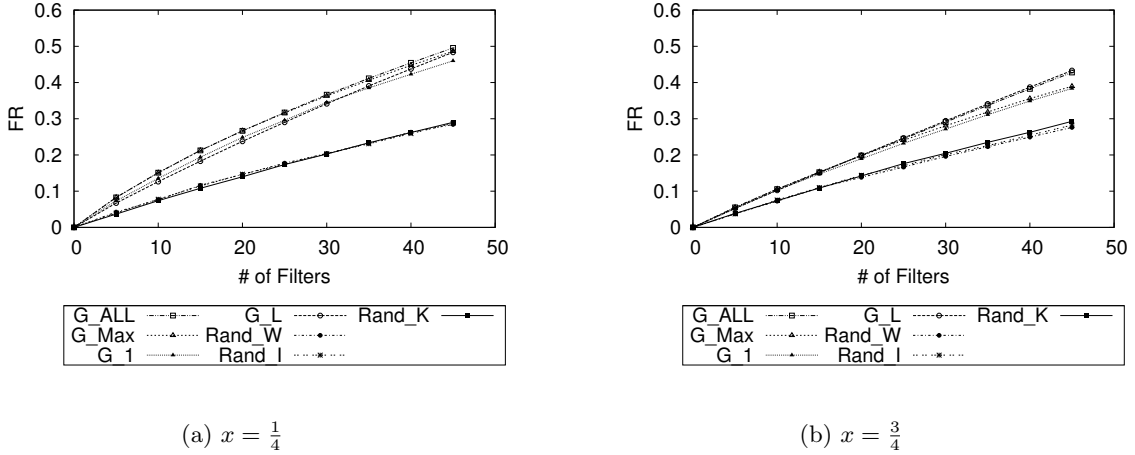 0.6
0.5
0.4
0.3
0.2
0.1
0
FR
0 10 20 30 40 50
# of Filters
G_ALL G_L Rand_K
G_Max Rand_W
G_1 Rand_I
(a) x = 1/4
0.6
0.5
0.4
0.3
0.2
0.1
0
FR
0 10 20 30 40 50
# of Filters
G_ALL G_L Rand_K
G_Max Rand_W
G_1 Rand_I
(b) x = 3/4